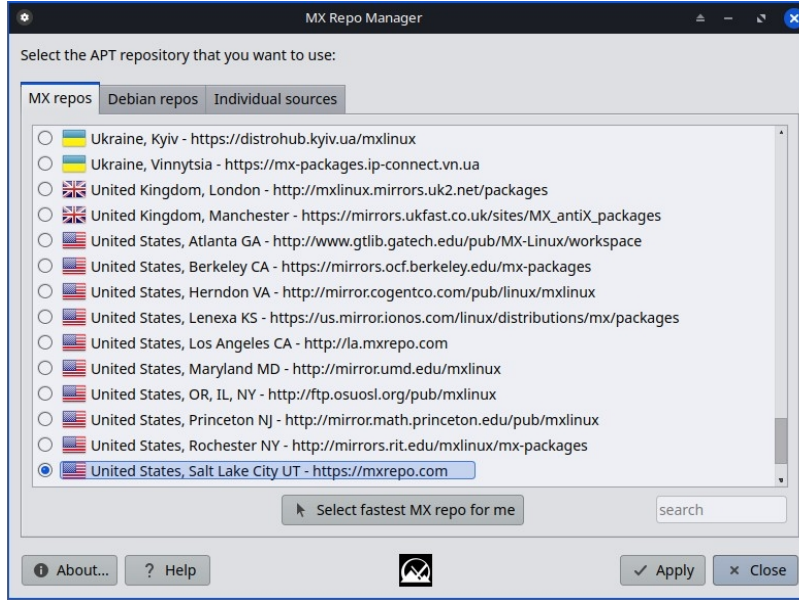 MX Repo Manager
Select the APT repository that you want to use:
MX repos Debian repos Individual sources
Ukraine, Kyiv - https://distrohub.kyiv.ua/mxlinux
Ukraine, Vinnytsia - https://mx-packages.ip-connect.vn.ua
United Kingdom, London - http://mxlinux.mirrors.uk2.net/packages
United Kingdom, Manchester - https://mirrors.ukfast.co.uk/sites/MX_antiX_packages
United States, Atlanta GA - http://www.gtlib.gatech.edu/pub/MX-Linux/workspace
United States, Berkeley CA - https://mirrors.ocf.berkeley.edu/mx-packages
United States, Herndon VA - http://mirror.cogentco.com/pub/linux/mxlinux
United States, Lenexa KS - https://us.mirror.ionos.com/linux/distributions/mx/packages
United States, Los Angeles CA - http://la.mxrepo.com
United States, Maryland MD - http://mirror.umd.edu/mxlinux
United States, OR, IL, NY - http://ftp.osuosl.org/pub/mxlinux
United States, Princeton NJ - http://mirror.math.princeton.edu/pub/mxlinux
United States, Rochester NY - http://mirrors.rit.edu/mxlinux/mx-packages
United States, Salt Lake City UT - https://mxrepo.com
Select fastest MX repo for me search
About... ? Help Apply Close